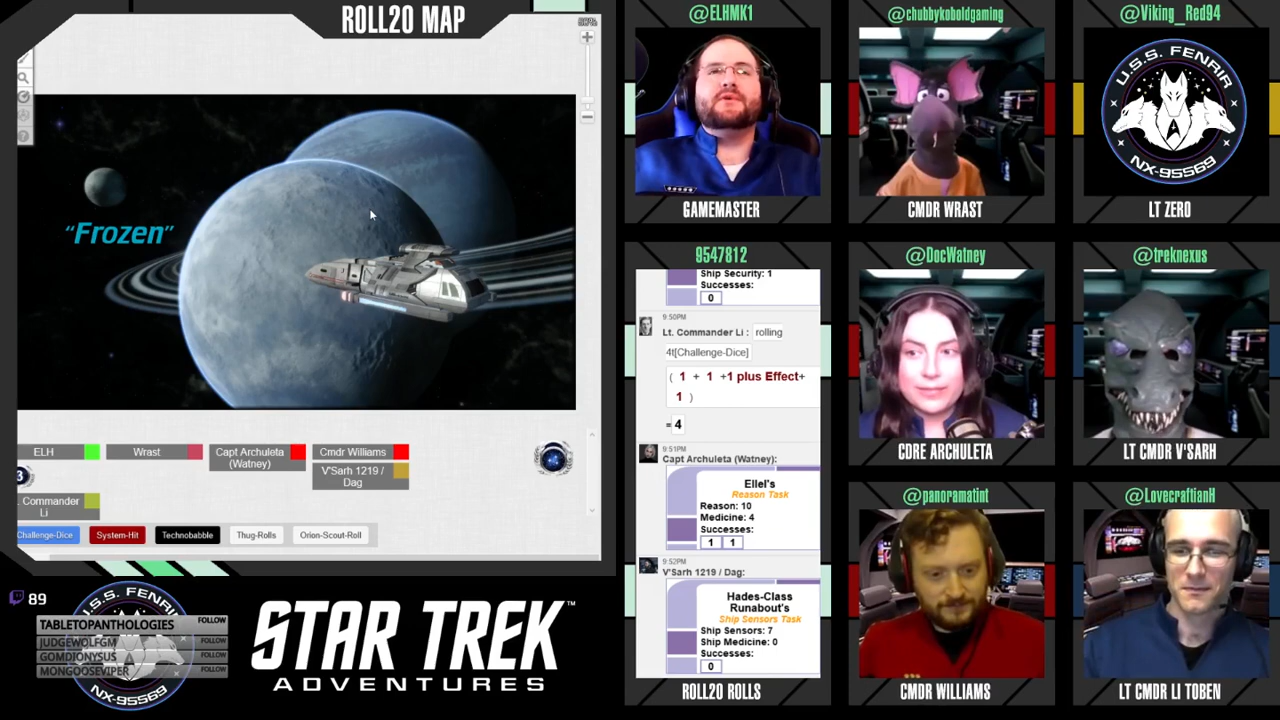 ROLL20 MAP
88%
"Frozen"
ELH
Wrast
Capt Archuleta
(Watney)
Cmdr Williams
V'Sarh 1219 /
Dag
3
. Commander
Li
Challenge-Dice
System-Hit
Technobabble
Thug-Rolls
Orion-Scout-Roll
89
U.S.S. FENRIR
TABLETOPANTHOLOGIES
FOLLOW
JUDGEWOLFGM
FOLLOW
GOMDIONYSUS
FOLLOW
MONGOOSEVIPER
FOLLOW
NX-95569
STAR TREK™
ADVENTURES
@ELHMK1
GAMEMASTER
@chubbykoboldgaming
CMDR WRAST
@Viking_Red94
U.S.S. FENRIR
NX-95569
LT ZERO
9547812
Ship Security: 1
Successes:
0
9:50PM
Lt. Commander Li : rolling
4t[Challenge-Dice]
( 1 + 1 +1 plus Effect+
1 )
=4
9:51PM
Capt Archuleta (Watney):
Ellel's
Reason Task
Reason: 10
Medicine: 4
Successes:
1 1
9:52PM
V'Sarh 1219 / Dag:
Hades-Class
Runabout's
Ship Sensors Task
Ship Sensors: 7
Ship Medicine: 0
Successes:
0
ROLL20 ROLLS
@DocWatney
CDRE ARCHULETA
@treknexus
LT CMDR V'SARH
@panoramatint
CMDR WILLIAMS
@LovecraftianH
LT CMDR LI TOBEN